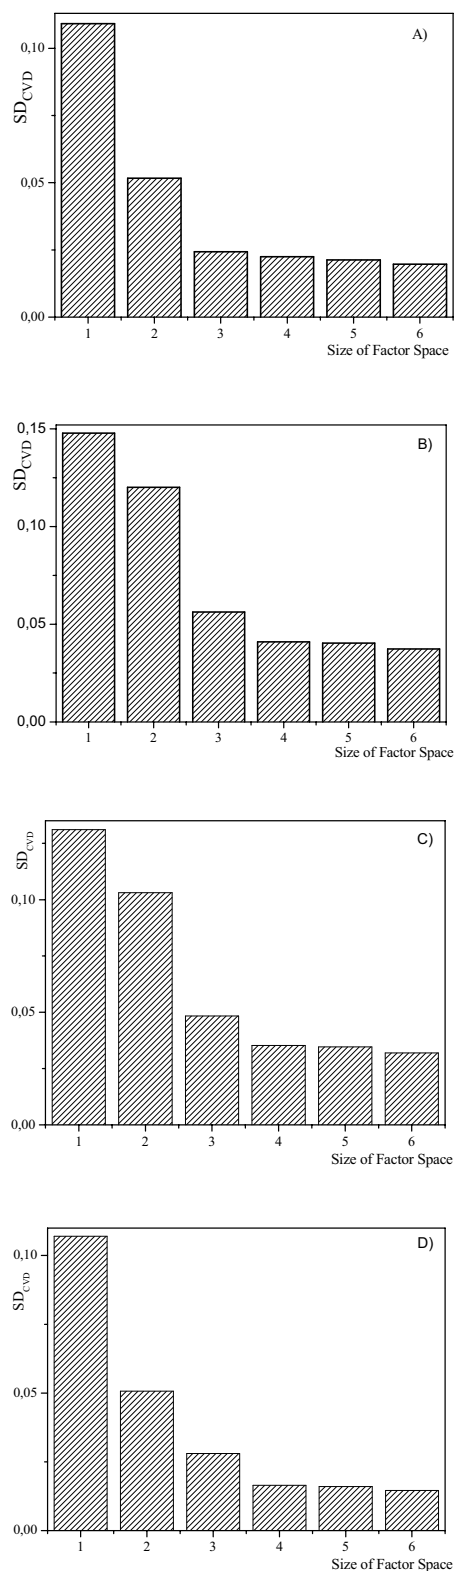 A)
SD_CVD
0,10
0,05
0,00
1 2 3 4 5 6
Size of Factor Space
B)
SD_CVD
0,15
0,10
0,05
0,00
1 2 3 4 5 6
Size of Factor Space
C)
SD_CVD
0,10
0,05
0,00
1 2 3 4 5 6
Size of Factor Space
D)
SD_CVD
0,10
0,05
0,00
1 2 3 4 5 6
Size of Factor Space